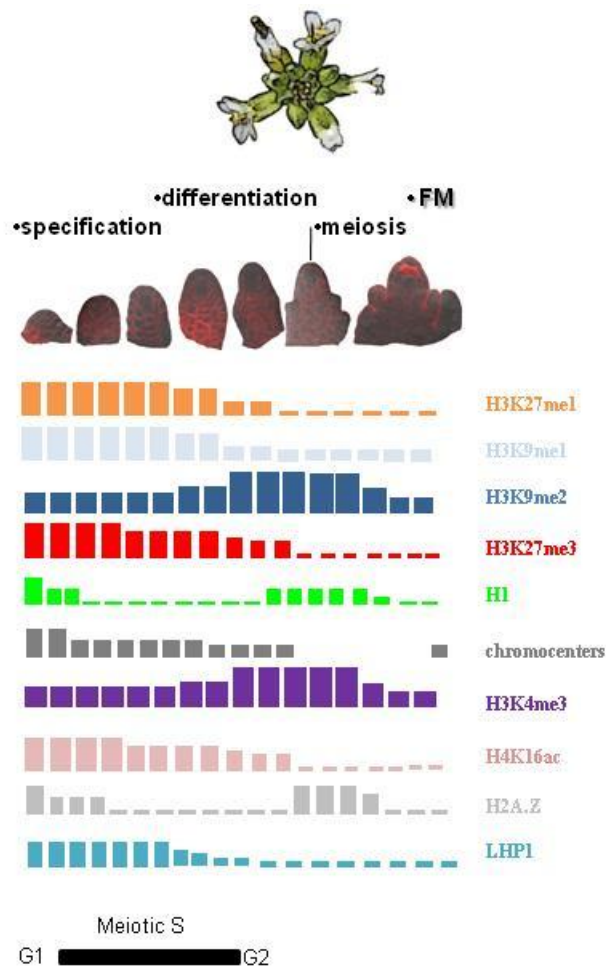 •differentiation •FM
•specification •meiosis
H3K27me1
H3K9me1
H3K9me2
H3K27me3
H1
chromocenters
H3K4me3
H4K16ac
H2A.Z
LHP1
Meiotic S
G1 G2